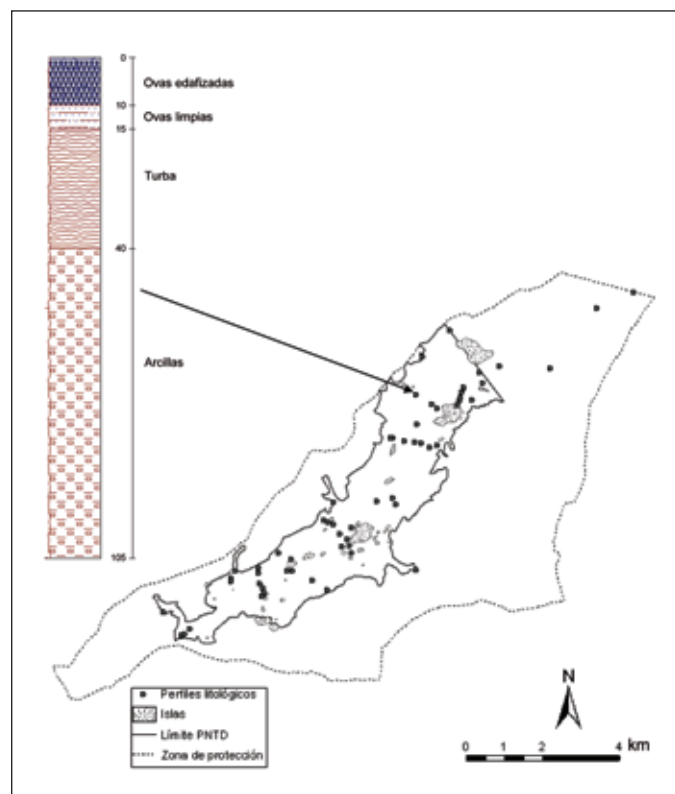 0
Ovas edafizadas
10
Ovas limpias
15
Turba
40
Arcillas
105
Perfiles litológicos
Islas
Límite PNTD
Zona de protección
N
0 1 2 4 km